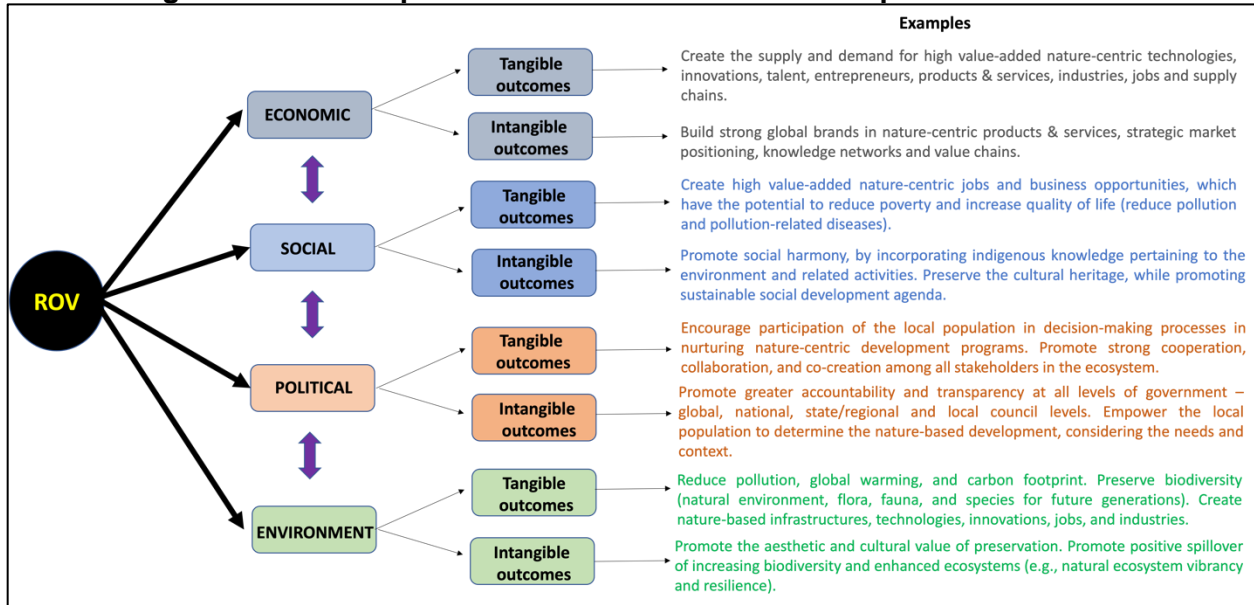 Examples
ROV
ECONOMIC
Tangible
outcomes
Create the supply and demand for high value-added nature-centric technologies,
innovations, talent, entrepreneurs, products & services, industries, jobs and supply
chains.
Intangible
outcomes
Build strong global brands in nature-centric products & services, strategic market
positioning, knowledge networks and value chains.
SOCIAL
Tangible
outcomes
Create high value-added nature-centric jobs and business opportunities, which
have the potential to reduce poverty and increase quality of life (reduce pollution
and pollution-related diseases).
Intangible
outcomes
Promote social harmony, by incorporating indigenous knowledge pertaining to the
environment and related activities. Preserve the cultural heritage, while promoting
sustainable social development agenda.
POLITICAL
Tangible
outcomes
Encourage participation of the local population in decision-making processes in
nurturing nature-centric development programs. Promote strong cooperation,
collaboration, and co-creation among all stakeholders in the ecosystem.
Intangible
outcomes
Promote greater accountability and transparency at all levels of government –
global, national, state/regional and local council levels. Empower the local
population to determine the nature-based development, considering the needs and
context.
ENVIRONMENT
Tangible
outcomes
Reduce pollution, global warming, and carbon footprint. Preserve biodiversity
(natural environment, flora, fauna, and species for future generations). Create
nature-based infrastructures, technologies, innovations, jobs, and industries.
Intangible
outcomes
Promote the aesthetic and cultural value of preservation. Promote positive spillover
of increasing biodiversity and enhanced ecosystems (e.g., natural ecosystem vibrancy
and resilience).